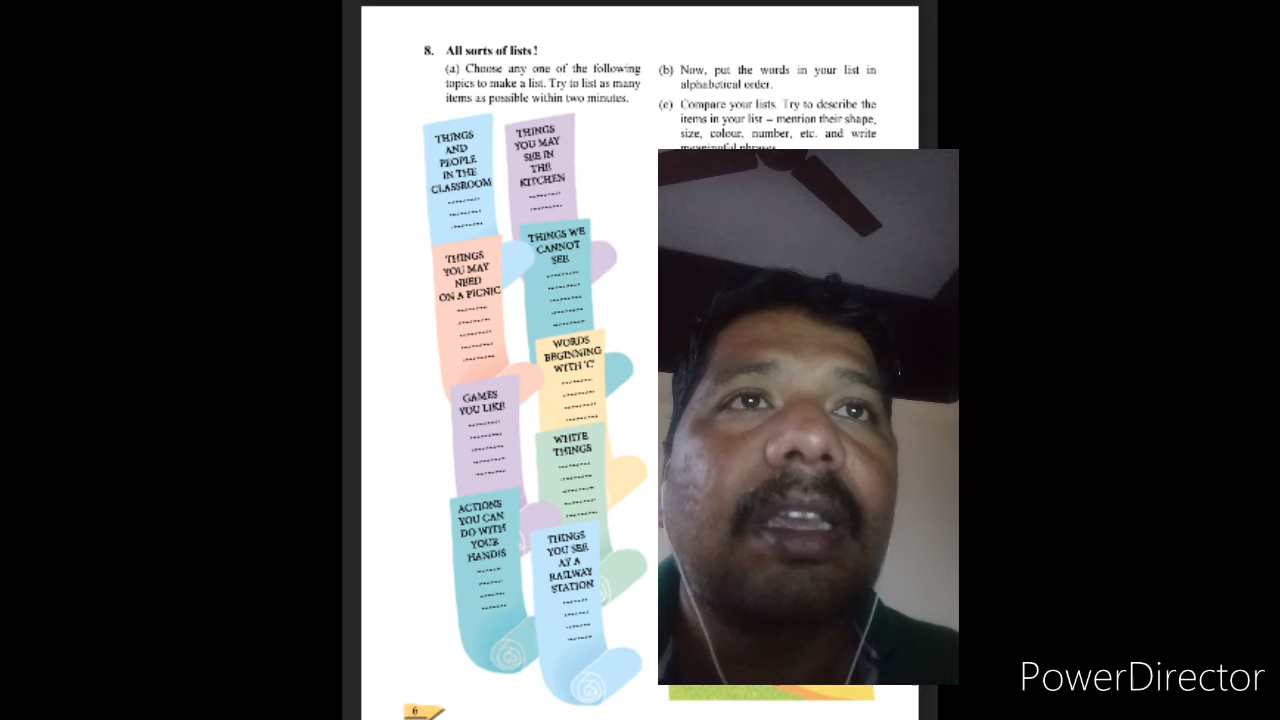 8. All sorts of lists!
(a) Choose any one of the following
topics to make a list. Try to list as many
items as possible within two minutes.
(b) Now, put the words in your list in
alphabetical order.
(c) Compare your lists. Try to describe the
items in your list – mention their shape,
size, colour, number, etc. and write
meaningful phrases
THINGS
AND
PEOPLE
IN THE
CLASSROOM
THINGS
YOU MAY
SEE IN
THE
KITCHEN
THINGS
YOU MAY
NEED
ON A PICNIC
THINGS WE
CANNOT
SEE
WORDS
BEGINNING
WITH 'C'
GAMES
YOU LIKE
WHITE
THINGS
ACTIONS
YOU CAN
DO WITH
YOUR
HANDS
THINGS
YOU SEE
AT A
RAILWAY
STATION
6
PowerDirector